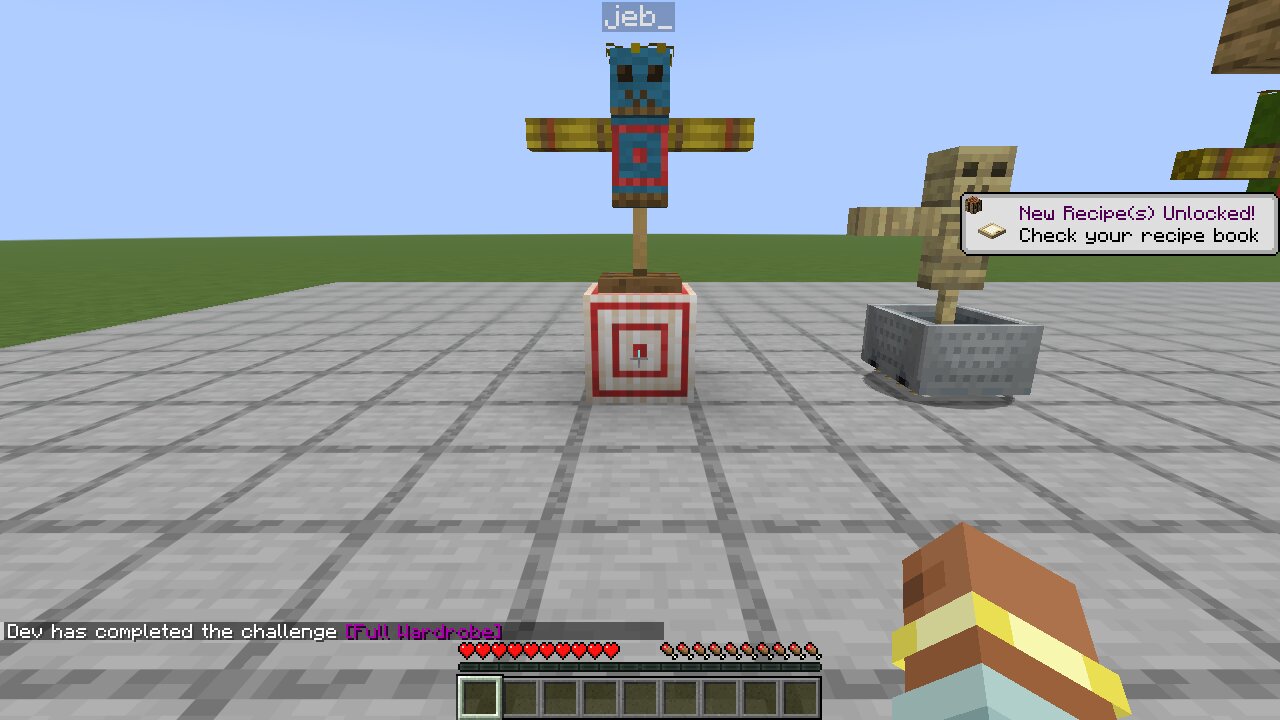 jeb_
New Recipe(s) Unlocked!
Check your recipe book
Dev has completed the challenge [Full Wardrobe]